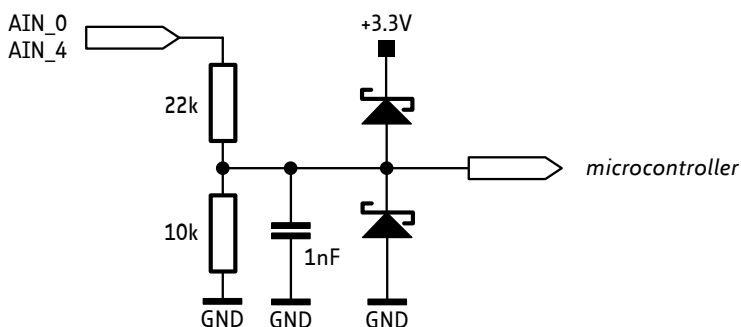 AIN_0
AIN_4
+3.3V
22k
microcontroller
10k
1nF
GND
GND
GND